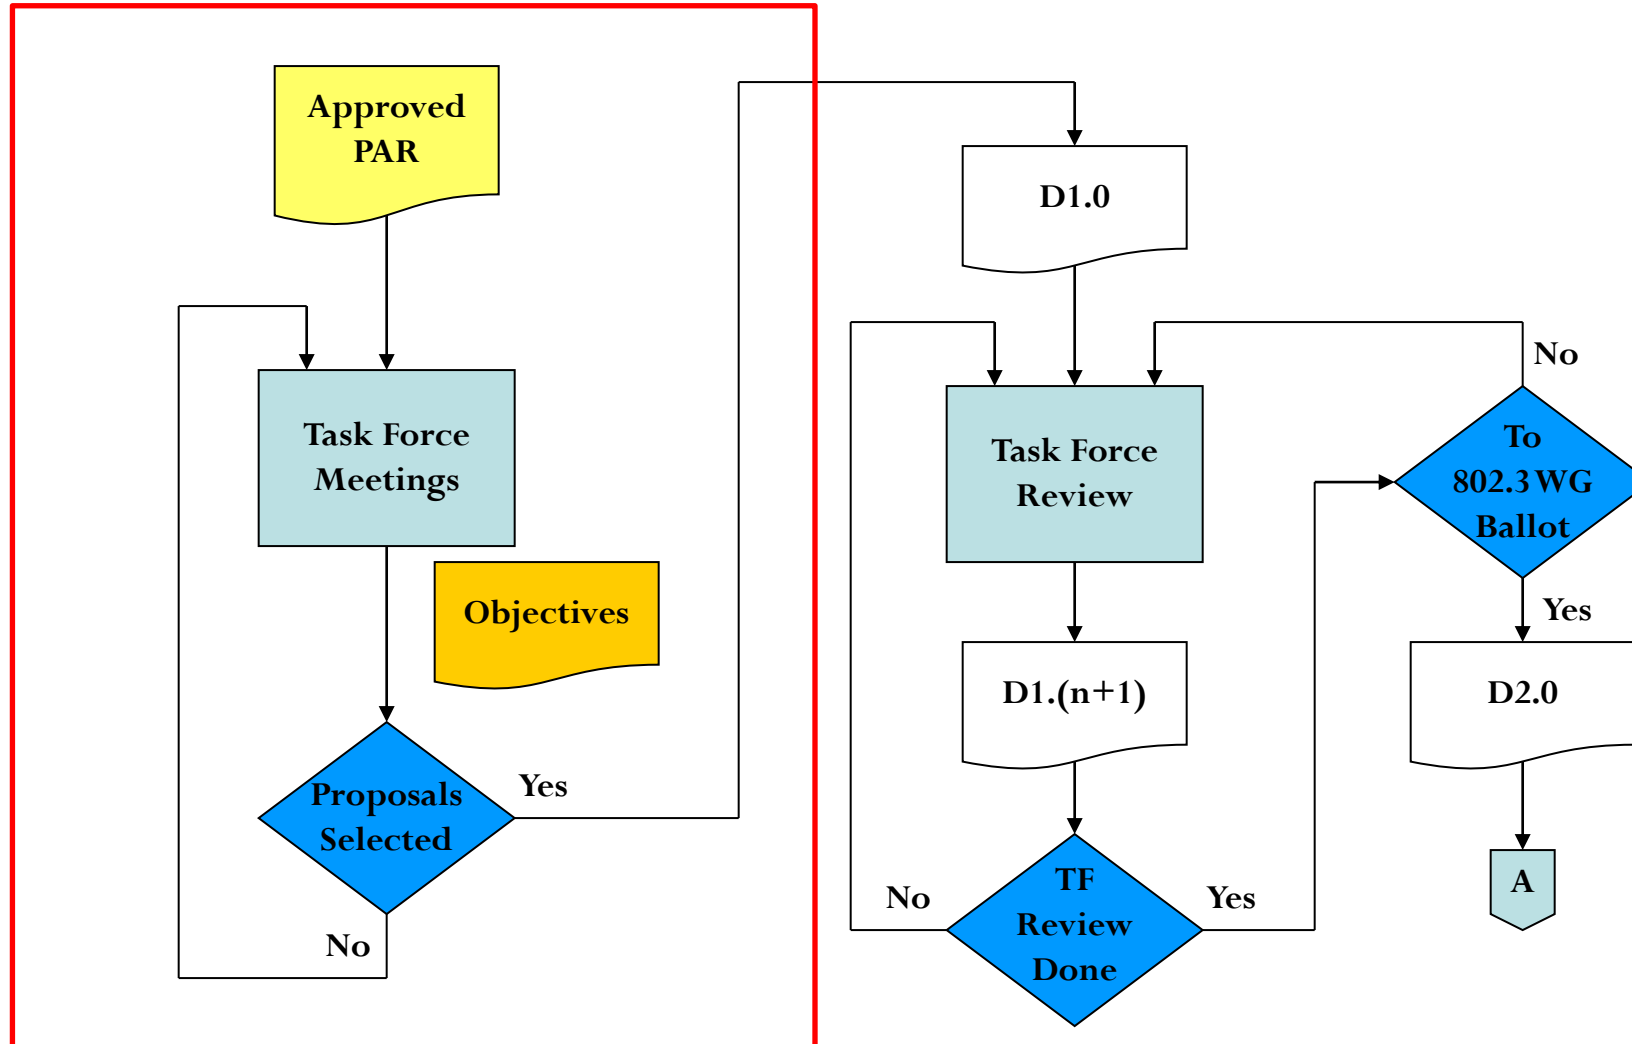 Approved
PAR
Task Force
Meetings
Objectives
Proposals
Selected
Yes
No
D1.0
Task Force
Review
D1.(n+1)
TF
Review
Done
No
Yes
To
802.3 WG
Ballot
No
Yes
D2.0
A